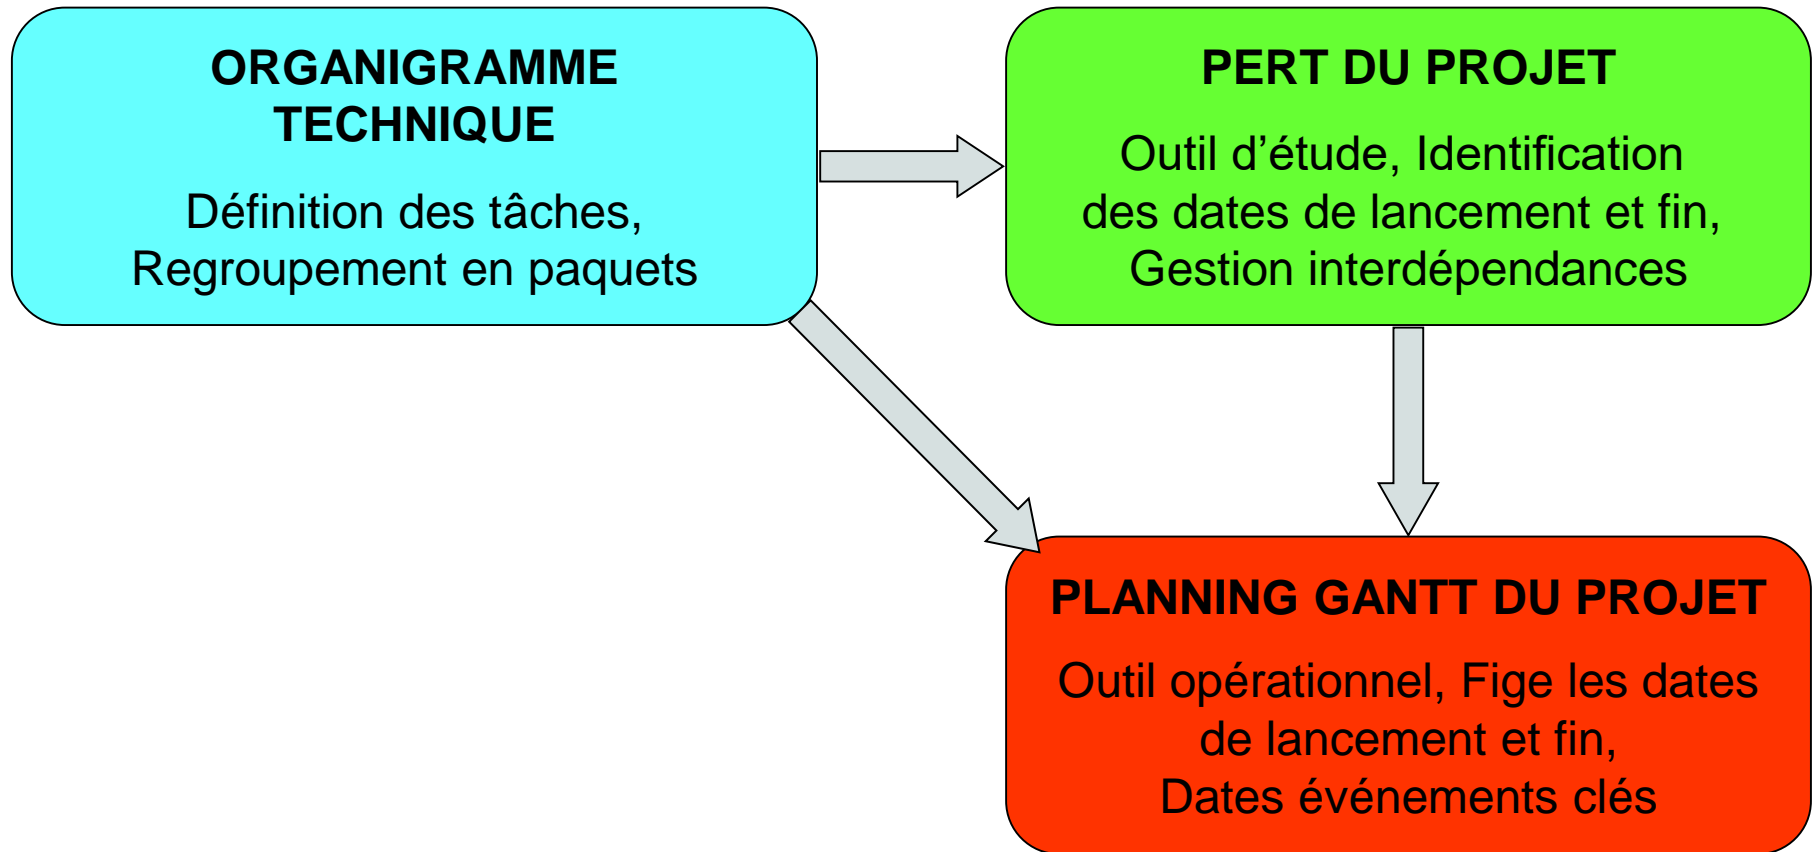 ORGANIGRAMME
TECHNIQUE
Définition des tâches,
Regroupement en paquets
PERT DU PROJET
Outil d’étude, Identification
des dates de lancement et fin,
Gestion interdépendances
PLANNING GANTT DU PROJET
Outil opérationnel, Fige les dates
de lancement et fin,
Dates événements clés